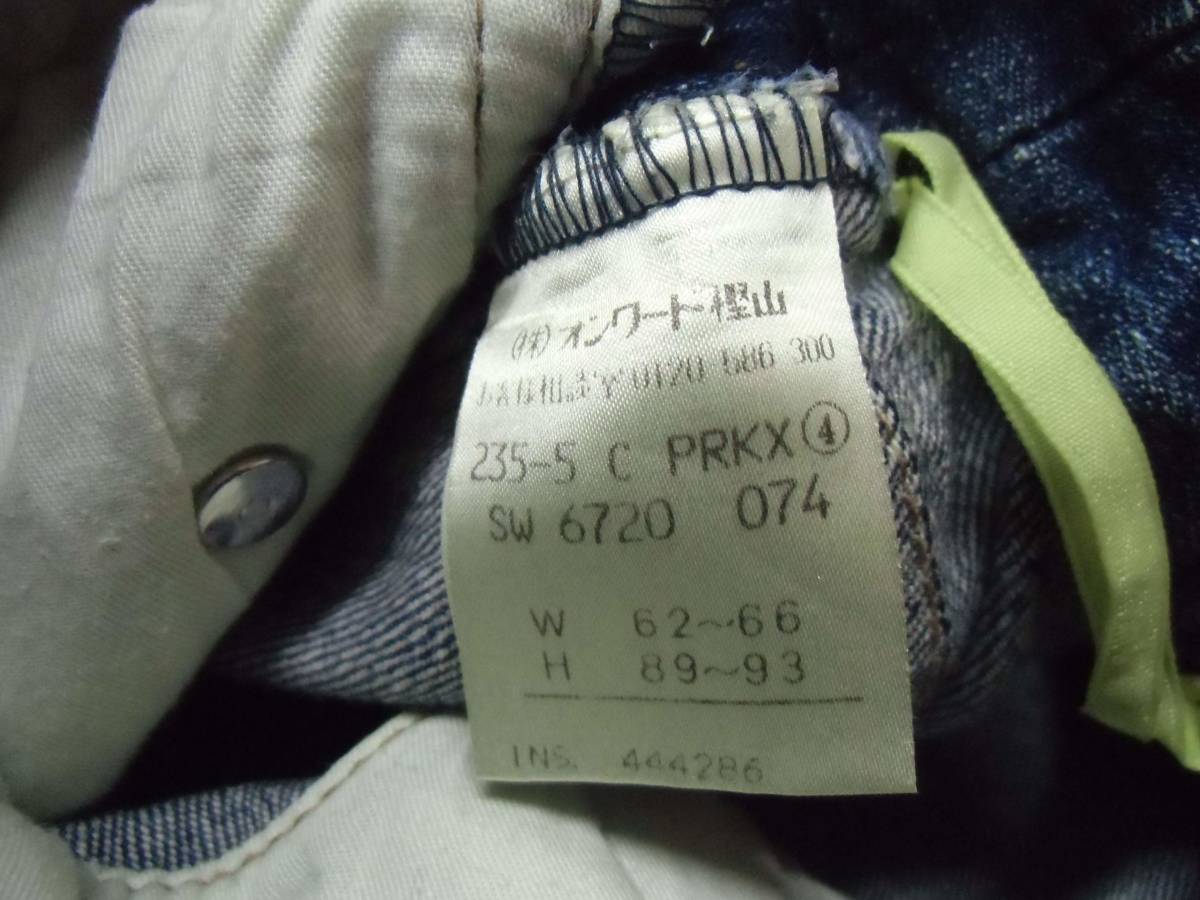 (株)オンワード樫山
お客様相談室 0120 586 300
235-5 C PRKX④
SW 6720 074
W 62~66
H 89~93
INS. 444286